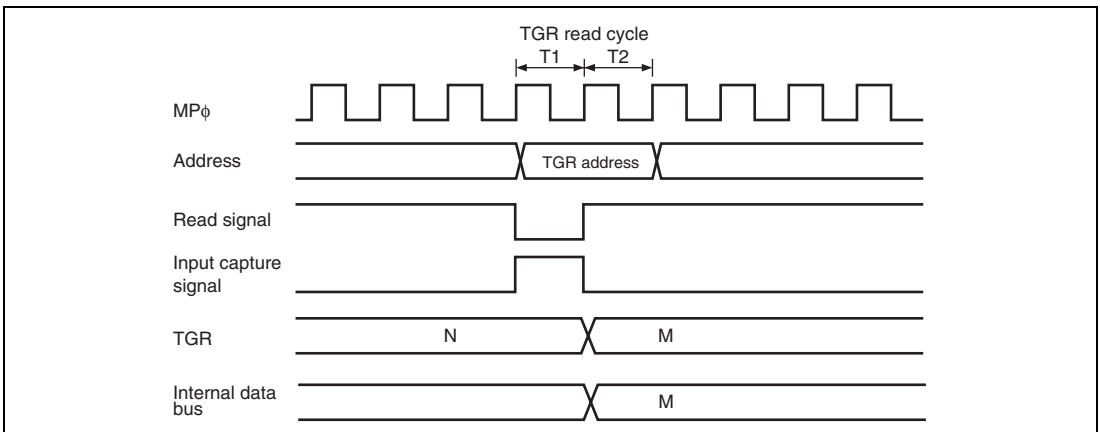 TGR read cycle
T1 T2
MPϕ
Address
TGR address
Read signal
Input capture
signal
TGR
N M
Internal data
bus
M